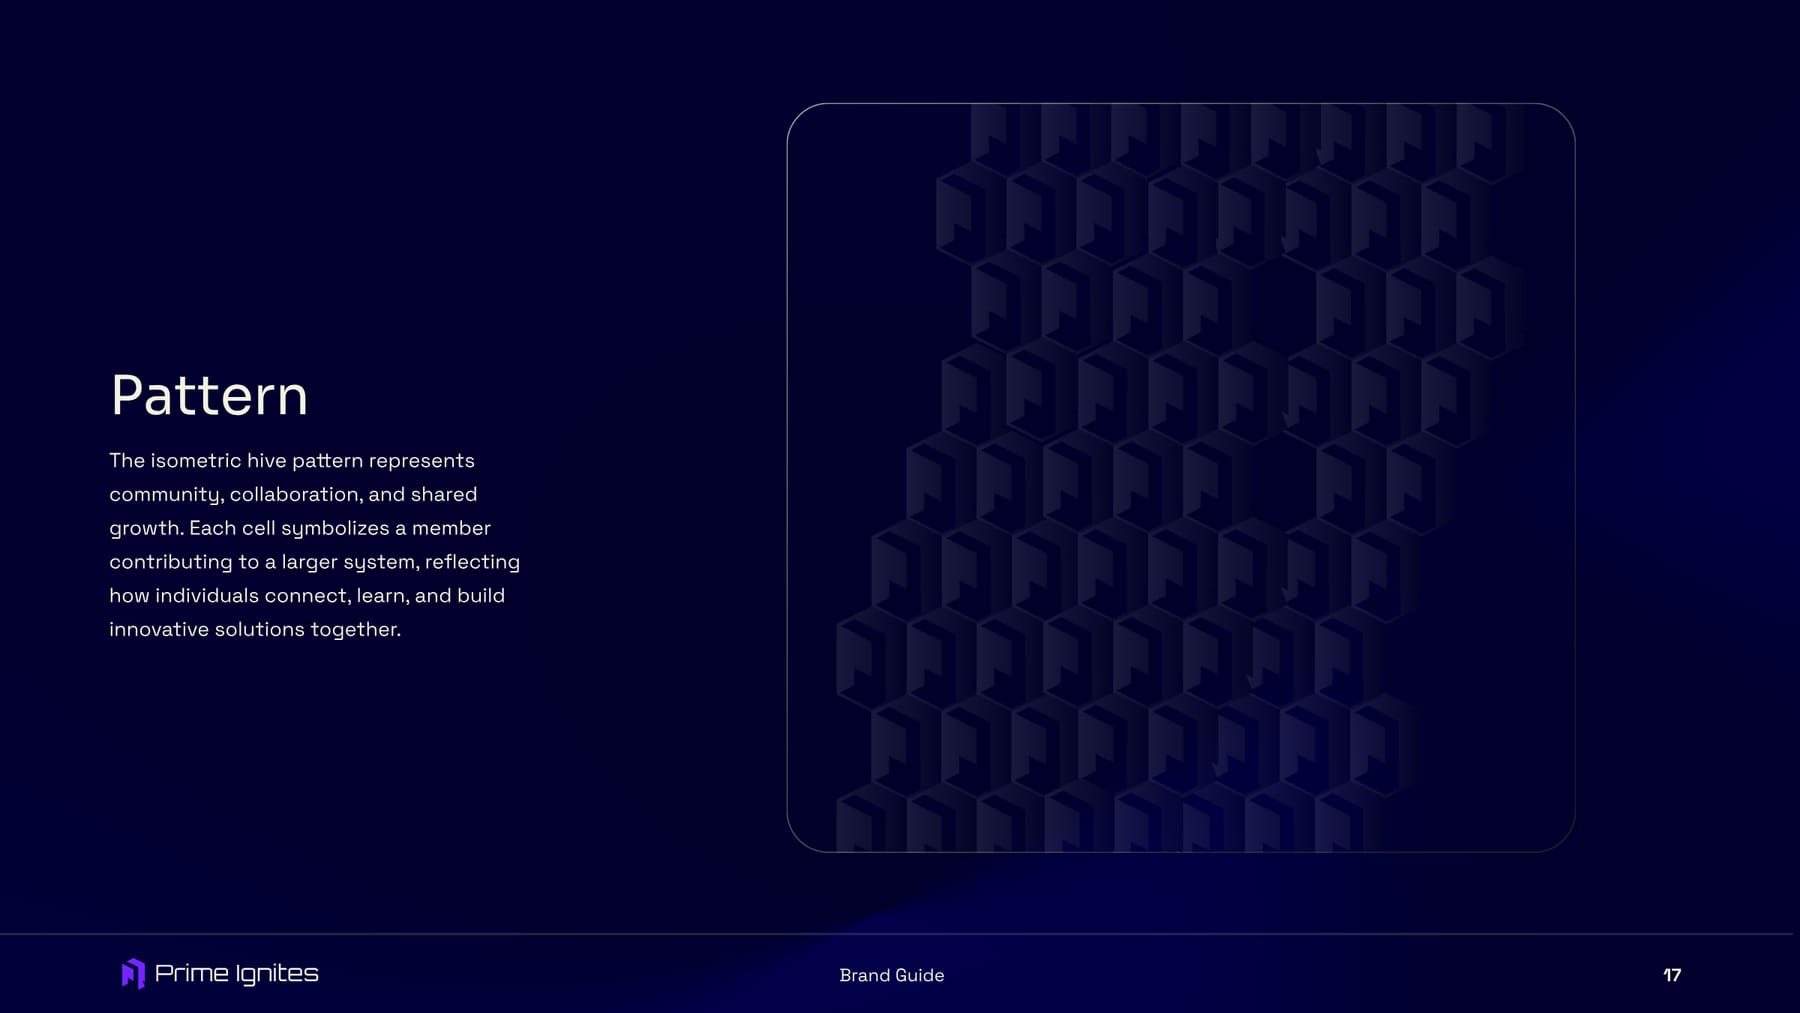 Pattern
The isometric hive pattern represents
community, collaboration, and shared
growth. Each cell symbolizes a member
contributing to a larger system, reflecting
how individuals connect, learn, and build
innovative solutions together.
Prime Ignites
Brand Guide
17